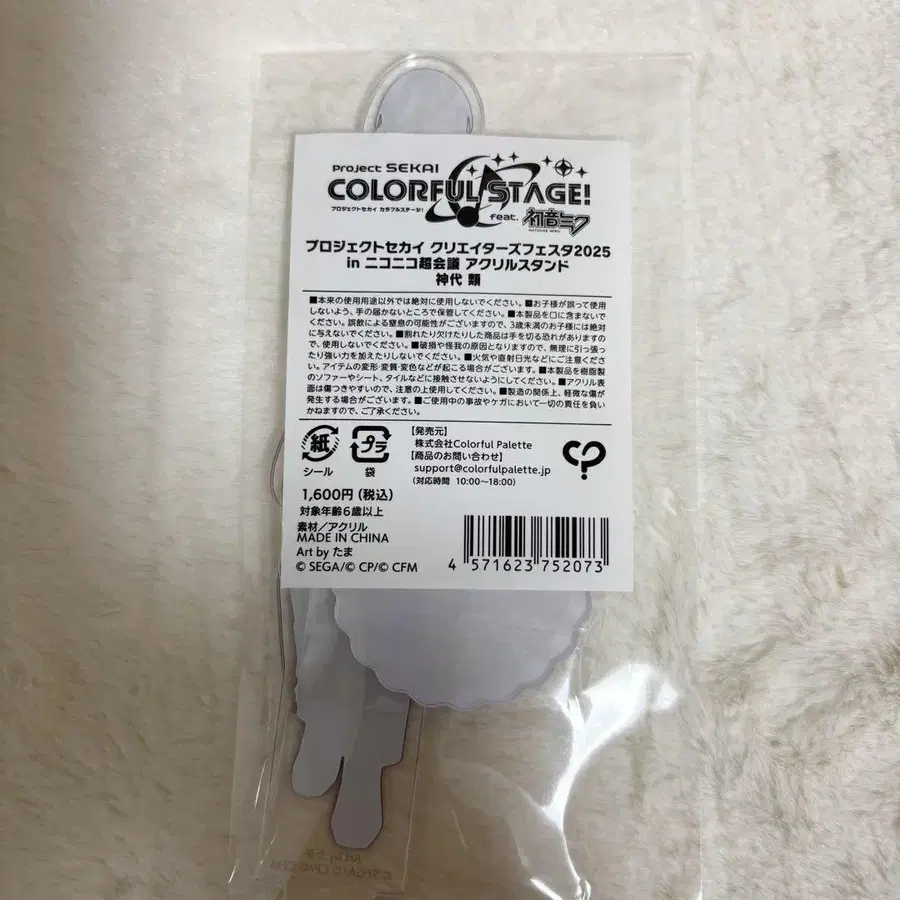 Project SEKAI
COLORFUL STAGE!
プロジェクトセカイ カラフルステージ!
feat. 初音ミク
HATSUNE MIKU
プロジェクトセカイ クリエイターズフェスタ2025
in ニコニコ超会議 アクリルスタンド
神代 類
■本来の使用用途以外では絶対に使用しないでください。■お子様が誤って使用
しないよう、手の届かないところで保管してください。■本製品を口に含まないで
ください。誤飲による窒息の可能性がございますので、3歳未満のお子様には絶対
に与えないでください。■割れたり欠けたりした商品は手を切る恐れがありますの
で、使用しないでください。■破損や怪我の原因となりますので、無理に引っ張っ
たり強い力を加えたりしないでください。■火気や直射日光などにご注意くださ
い。アイテムの変形・変質・変色などが起こる場合がございます。■本製品を樹脂製
のソファーやシート、タイルなどに接触させないようにしてください。■アクリル表
面は傷つきやすいので、注意の上使用してください。■製造の関係上、軽微な傷が
発生する場合がございます。■ご使用中の事故やケガにおいて一切の責任を負い
かねますので、ご了承ください。
紙
シール
プラ
袋
【発売元】
株式会社Colorful Palette
【商品のお問い合わせ】
support@colorfulpalette.jp
(対応時間 10:00〜18:00)
1,600円(税込)
対象年齢6歳以上
素材/アクリル
MADE IN CHINA
Art by たま
© SEGA/© CP/© CFM
4 571623 752073
Art by たま
© SEGA/© CP/© CFM